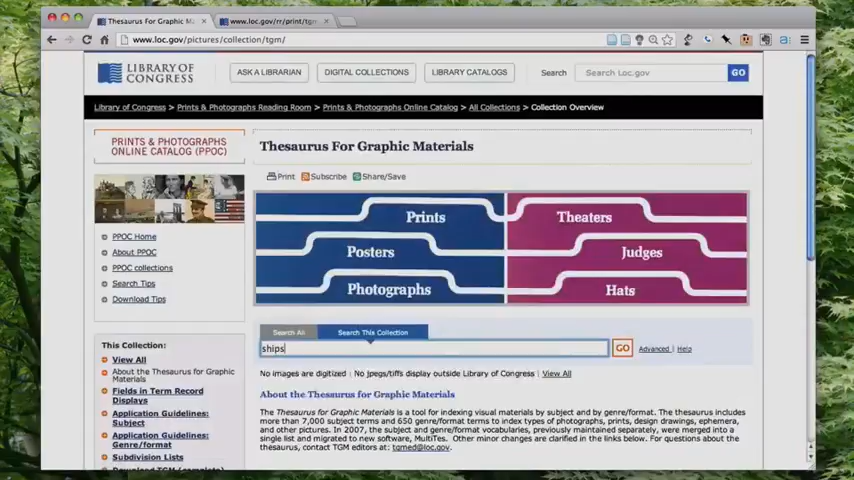 Thesaurus For Graphic Ma
www.loc.gov/rr/print/tgm
www.loc.gov/pictures/collection/tgm/
LIBRARY OF
CONGRESS
ASK A LIBRARIAN
DIGITAL COLLECTIONS
LIBRARY CATALOGS
Search
Search Loc.gov
GO
Library of Congress > Prints & Photographs Reading Room > Prints & Photographs Online Catalog > All Collections > Collection Overview
PRINTS & PHOTOGRAPHS
ONLINE CATALOG (PPOC)
PPOC Home
About PPOC
PPOC collections
Search Tips
Download Tips
This Collection:
View All
About the Thesaurus for Graphic
Materials
Fields in Term Record
Displays
Application Guidelines:
Subject
Application Guidelines:
Genre/format
Subdivision Lists
Download TGM (complete)
Thesaurus For Graphic Materials
Print
Subscribe
Share/Save
Prints
Theaters
Posters
Judges
Photographs
Hats
Search All
Search This Collection
ships
GO
Advanced | Help
No images are digitized | No jpegs/tiffs display outside Library of Congress | View All
About the Thesaurus for Graphic Materials
The Thesaurus for Graphic Materials is a tool for indexing visual materials by subject and by genre/format. The thesaurus includes
more than 7,000 subject terms and 650 genre/format terms to index types of photographs, prints, design drawings, ephemera,
and other pictures. In 2007, the subject and genre/format vocabularies, previously maintained separately, were merged into a
single list and migrated to new software, MultiTes. Other minor changes are clarified in the links below. For questions about the
thesaurus, contact TGM editors at: tgmed@loc.gov.